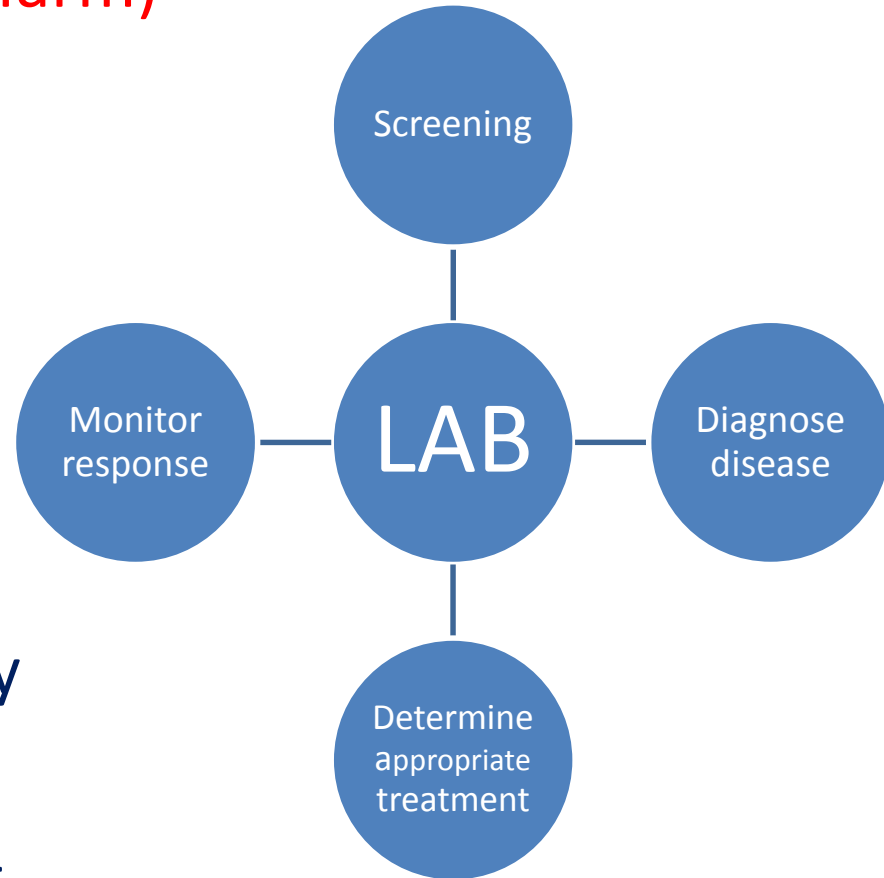 Screening
Monitor
response
LAB
Diagnose
disease
Determine
appropriate
treatment